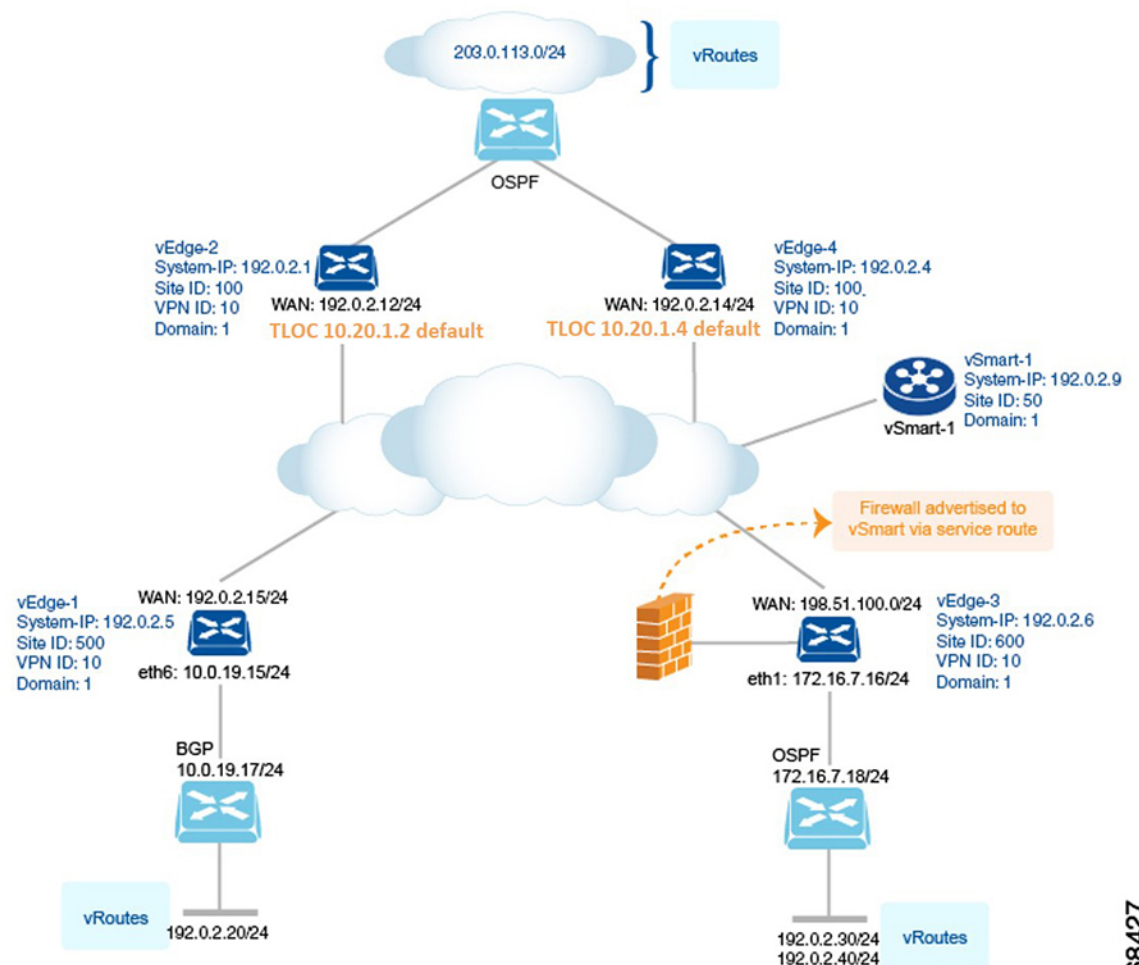 203.0.113.0/24
vRoutes
OSPF
vEdge-2
System-IP: 192.0.2.1
Site ID: 100
VPN ID: 10
Domain: 1
WAN: 192.0.2.12/24
TLOC 10.20.1.2 default
vEdge-4
System-IP: 192.0.2.4
Site ID: 100.
VPN ID: 10
Domain: 1
WAN: 192.0.2.14/24
TLOC 10.20.1.4 default
vSmart-1
System-IP: 192.0.2.9
Site ID: 50
Domain: 1
vSmart-1
Firewall advertised to
vSmart via service route
WAN: 192.0.2.15/24
vEdge-1
System-IP: 192.0.2.5
Site ID: 500
VPN ID: 10
Domain: 1
eth6: 10.0.19.15/24
WAN: 198.51.100.0/24
vEdge-3
System-IP: 192.0.2.6
Site ID: 600
VPN ID: 10
Domain: 1
eth1: 172.16.7.16/24
BGP
10.0.19.17/24
OSPF
172.16.7.18/24
vRoutes
192.0.2.20/24
192.0.2.30/24
192.0.2.40/24
vRoutes